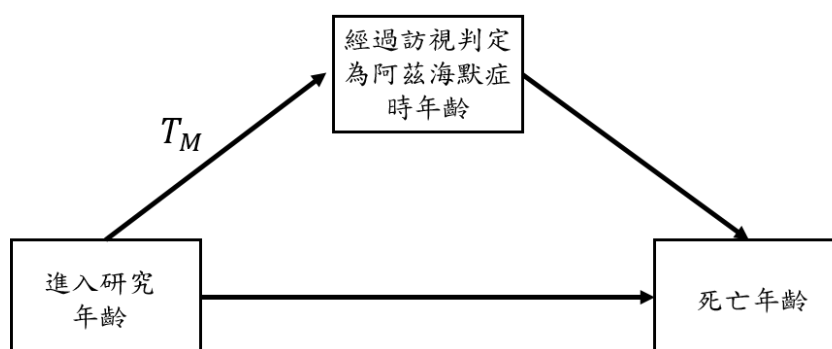 經過訪視判定
為阿茲海默症
時年齡
T_M
進入研究
年齡
死亡年齡